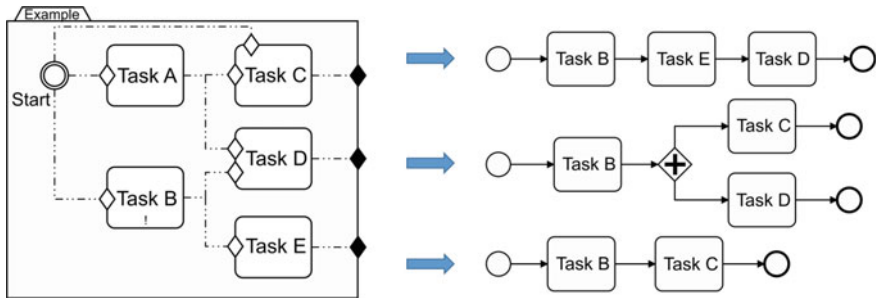 Example
Start
Task A
Task C
Task D
Task B
!
Task E
Task B
Task E
Task D
Task B
Task C
Task D
Task B
Task C